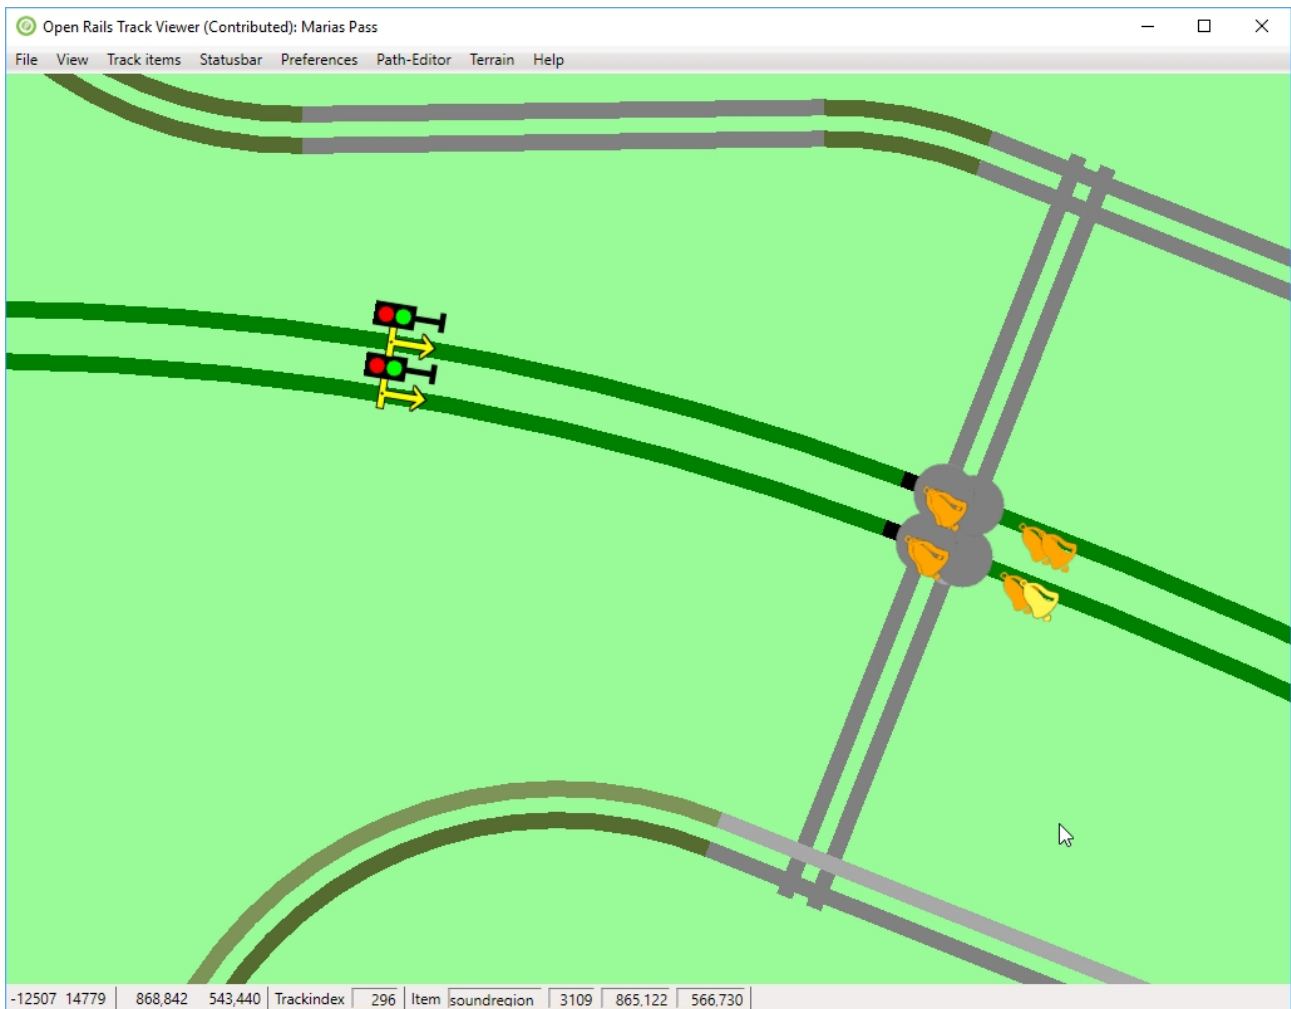 Open Rails Track Viewer (Contributed): Marias Pass
File View Track items Statusbar Preferences Path-Editor Terrain Help
-12507 14779 868,842 543,440 Trackindex 296 Item soundregion 3109 865,122 566,730